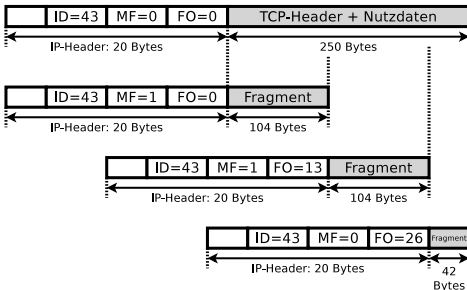 ID=43 MF=0 FO=0 TCP-Header + Nutzdaten
IP-Header: 20 Bytes 250 Bytes
ID=43 MF=1 FO=0 Fragment
IP-Header: 20 Bytes 104 Bytes
ID=43 MF=1 FO=13 Fragment
IP-Header: 20 Bytes 104 Bytes
ID=43 MF=0 FO=26 Fragment
IP-Header: 20 Bytes 42
Bytes